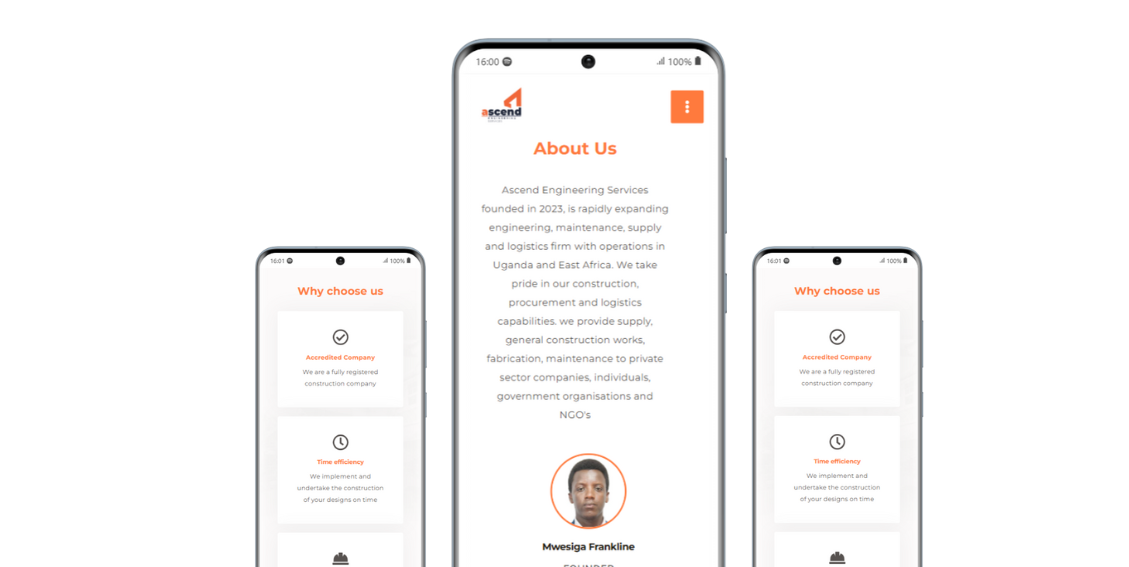 16:00
100%
ascend
ENGINEERING
About Us
Ascend Engineering Services
founded in 2023, is rapidly expanding
engineering, maintenance, supply
and logistics firm with operations in
Uganda and East Africa. We take
pride in our construction,
procurement and logistics
capabilities. we provide supply,
general construction works,
fabrication, maintenance to private
sector companies, individuals,
government organisations and
NGO's
Mwesiga Frankline
FOUNDER
16:01
100%
Why choose us
Accredited Company
We are a fully registered
construction company
Time efficiency
We implement and
undertake the construction
of your designs on time
16:01
100%
Why choose us
Accredited Company
We are a fully registered
construction company
Time efficiency
We implement and
undertake the construction
of your designs on time